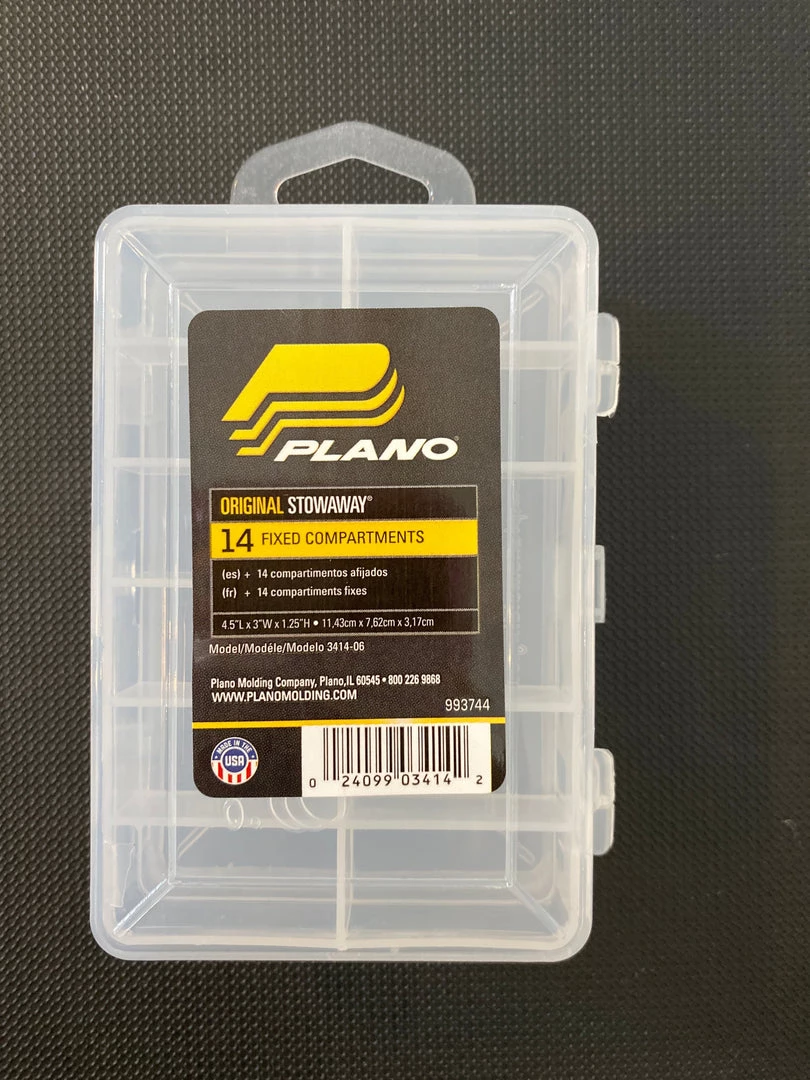 PLANO®
ORIGINAL STOWAWAY®
14 FIXED COMPARTMENTS
(es) + 14 compartimentos afijados
(fr) + 14 compartiments fixes
4.5"L x 3"W x 1.25"H • 11,43cm x 7,62cm x 3,17cm
Model/Modéle/Modelo 3414-06
Plano Molding Company, Plano,IL 60545 • 800 226 9868
WWW.PLANOMOLDING.COM
993744
MADE IN THE
USA
0 24099 03414 2